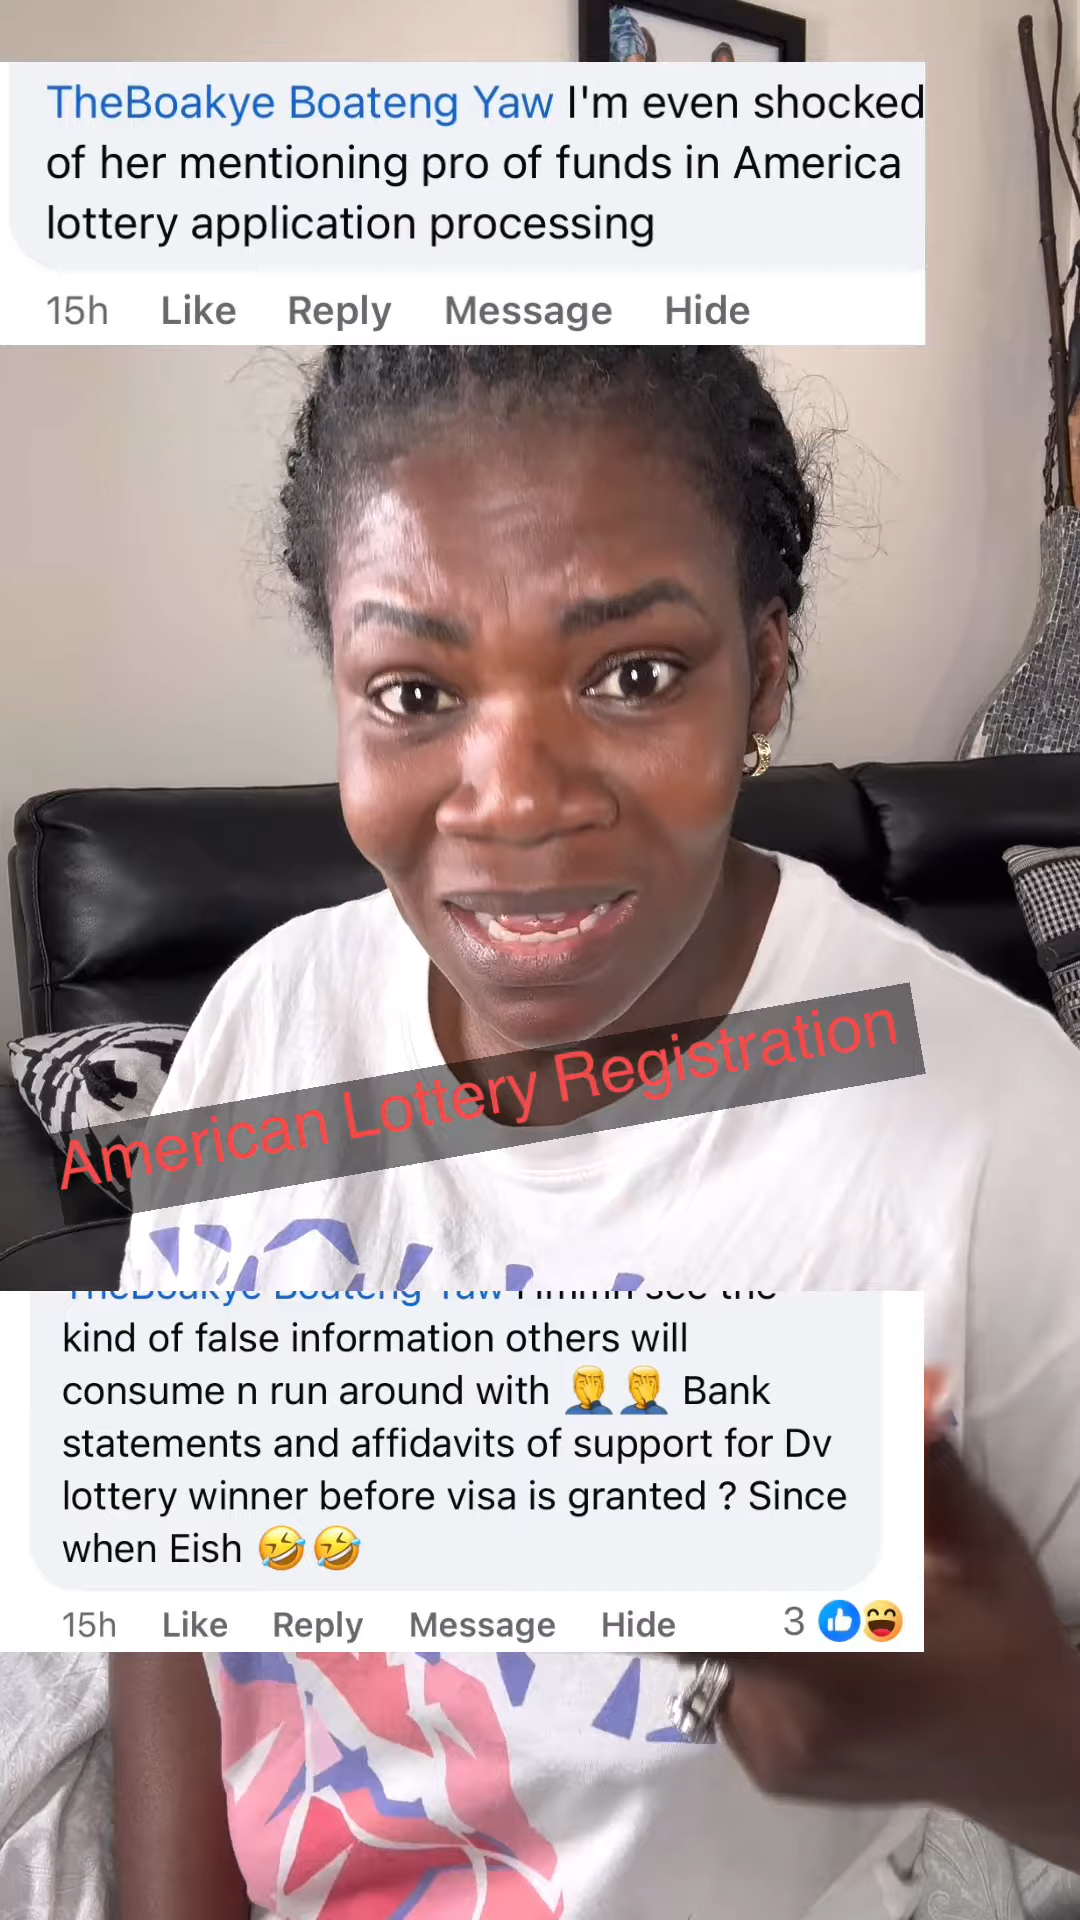 TheBoakye Boateng Yaw I'm even shocked
of her mentioning pro of funds in America
lottery application processing
15h Like Reply Message Hide
American Lottery Registration
kind of false information others will
consume n run around with 🤦‍♂️🤦‍♂️ Bank
statements and affidavits of support for Dv
lottery winner before visa is granted ? Since
when Eish 🤣🤣
15h Like Reply Message Hide 3